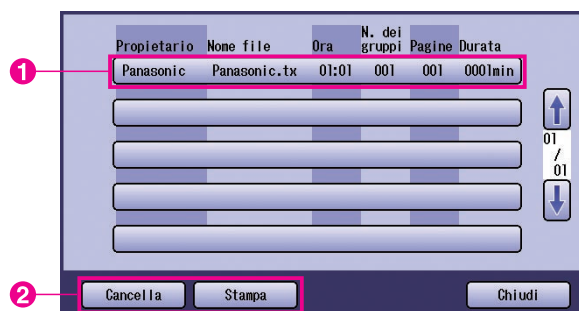 N. dei
Propietario Nome file Ora gruppi Pagine Durata
1 Panasonic Panasonic.tx 01:01 001 001 0001min
01
/
01
2 Cancella Stampa Chiudi